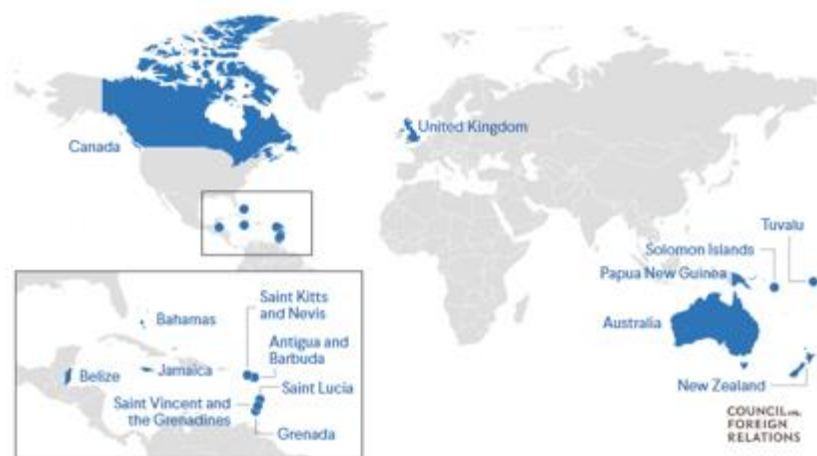 Canada
United Kingdom
Tuvalu
Solomon Islands
Papua New Guinea
Australia
New Zealand
Saint Kitts
and Nevis
Bahamas
Antigua and
Barbuda
Belize
Jamaica
Saint Lucia
Saint Vincent and
the Grenadines
Grenada
COUNCIL on
FOREIGN
RELATIONS